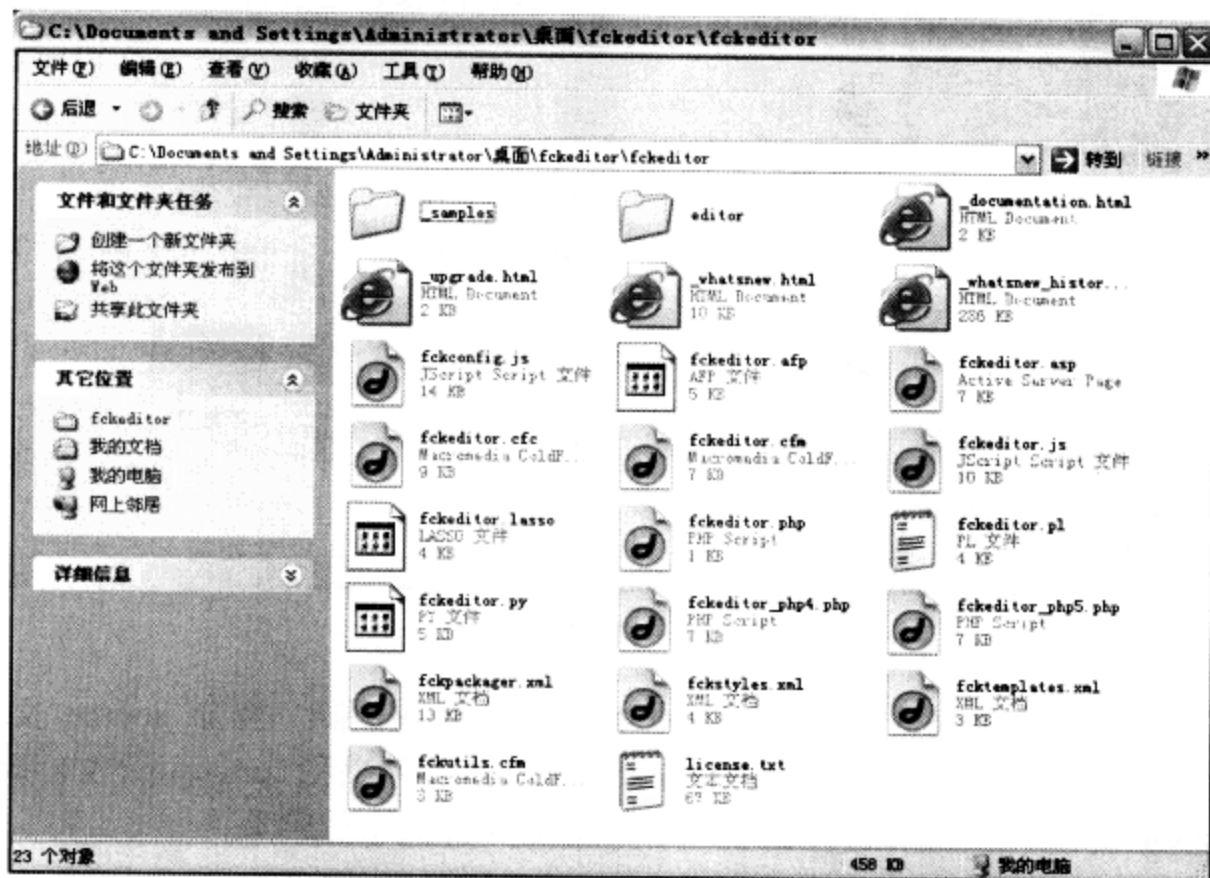 C:\Documents and Settings\Administrator\桌面\fckeditor\fckeditor
文件(F) 编辑(E) 查看(V) 收藏(A) 工具(T) 帮助(H)
后退 搜索 文件夹
地址(D) C:\Documents and Settings\Administrator\桌面\fckeditor\fckeditor 转到 链接 »
文件和文件夹任务
创建一个新文件夹
将这个文件夹发布到
Web
共享此文件夹
其它位置
fckeditor
我的文档
我的电脑
网上邻居
详细信息
_samples
editor
_documentation.html
HTML Document
2 KB
_upgrade.html
HTML Document
2 KB
_whatsnew.html
HTML Document
10 KB
_whatsnew_histor...
HTML Document
286 KB
fckconfig.js
JScript Script 文件
14 KB
fckeditor.afp
AFP 文件
5 KB
fckeditor.asp
Active Server Page
7 KB
fckeditor.cfc
Macromedia ColdF...
9 KB
fckeditor.cfm
Macromedia ColdF...
7 KB
fckeditor.js
JScript Script 文件
10 KB
fckeditor.lasso
LASSO 文件
4 KB
fckeditor.php
PHP Script
1 KB
fckeditor.pl
PL 文件
4 KB
fckeditor.py
PY 文件
5 KB
fckeditor_php4.php
PHP Script
7 KB
fckeditor_php5.php
PHP Script
7 KB
fckpackager.xml
XML 文档
13 KB
fckstyles.xml
XML 文档
4 KB
fcktemplates.xml
XML 文档
3 KB
fckutils.cfm
Macromedia ColdF...
3 KB
license.txt
文本文档
67 KB
23 个对象 458 KB 我的电脑